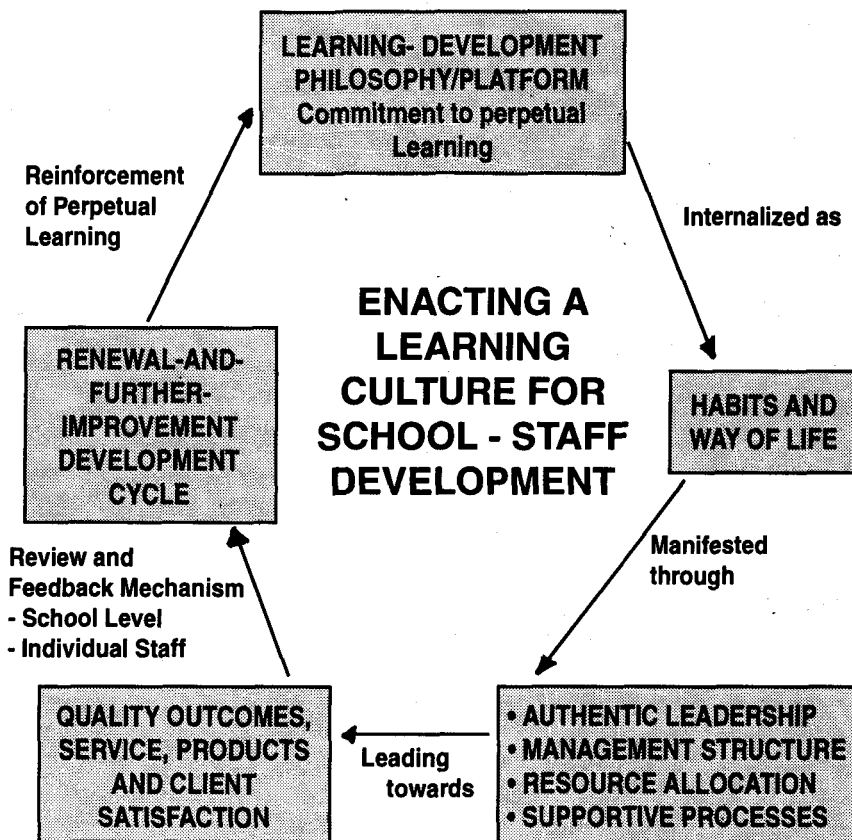 LEARNING- DEVELOPMENT
PHILOSOPHY/PLATFORM
Commitment to perpetual
Learning
Internalized as
HABITS AND
WAY OF LIFE
Manifested
through
• AUTHENTIC LEADERSHIP
• MANAGEMENT STRUCTURE
• RESOURCE ALLOCATION
• SUPPORTIVE PROCESSES
Leading
towards
QUALITY OUTCOMES,
SERVICE, PRODUCTS
AND CLIENT
SATISFACTION
Review and
Feedback Mechanism
- School Level
- Individual Staff
RENEWAL-AND-
FURTHER-
IMPROVEMENT
DEVELOPMENT
CYCLE
Reinforcement
of Perpetual
Learning
ENACTING A
LEARNING
CULTURE FOR
SCHOOL - STAFF
DEVELOPMENT